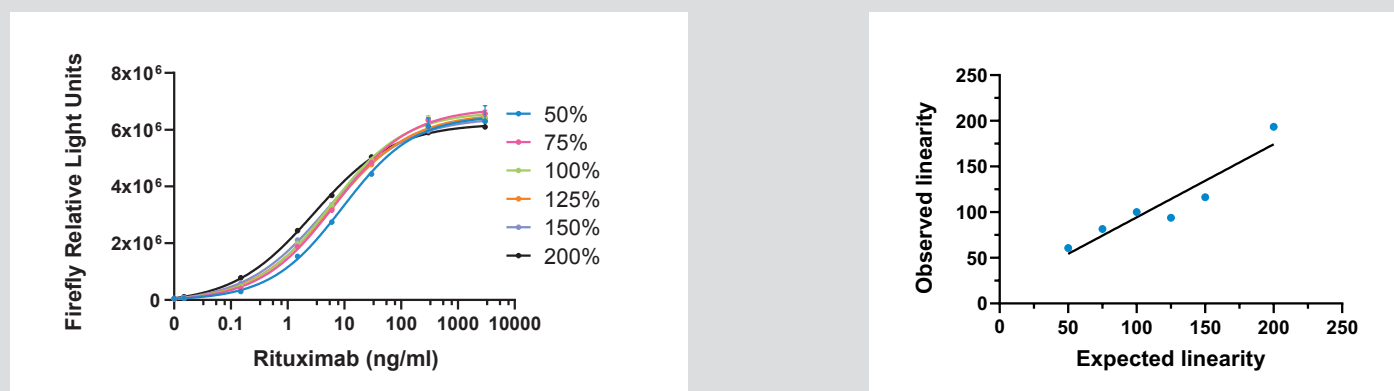 Firefly Relative Light Units
8x10⁶
6x10⁶
4x10⁶
2x10⁶
0
0 0.1 1 10 100 1000 10000
Rituximab (ng/ml)
50%
75%
100%
125%
150%
200%
Observed linearity
250
200
150
100
50
0
0 50 100 150 200 250
Expected linearity